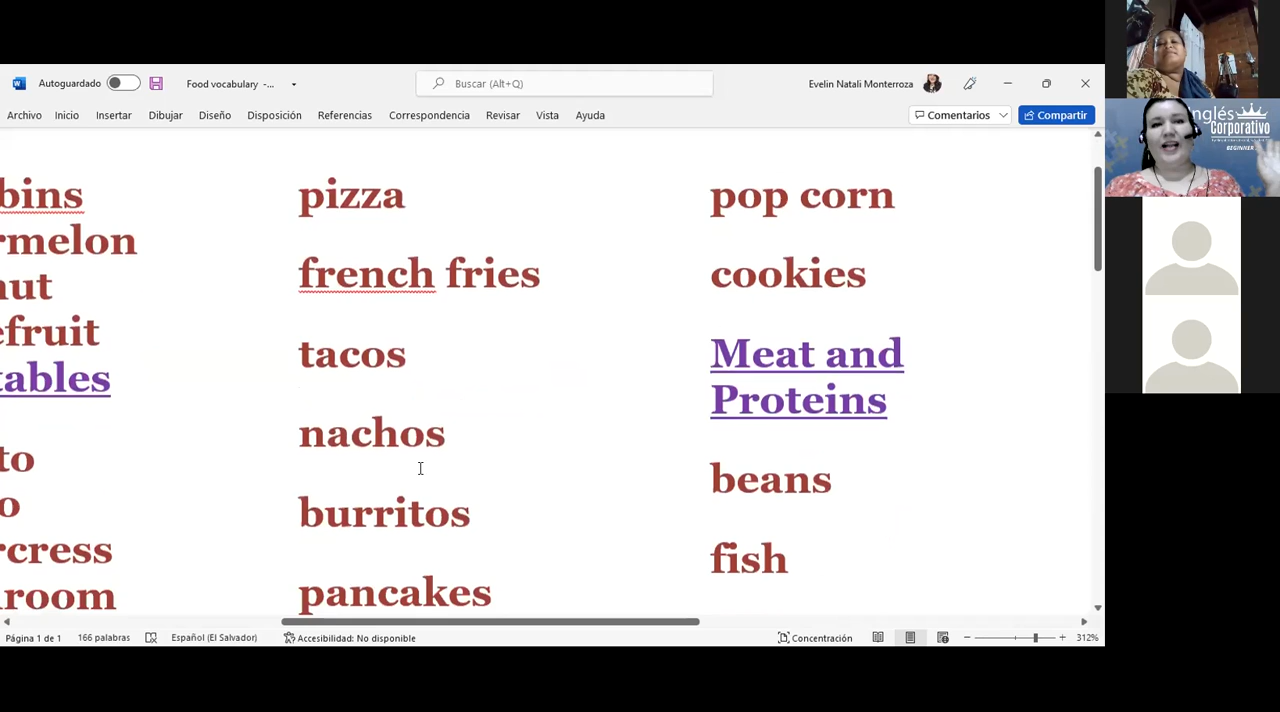 Autoguardado
Food vocabulary -...
Buscar (Alt+Q)
Evelin Natali Monterroza
Archivo Inicio Insertar Dibujar Diseño Disposición Referencias Correspondencia Revisar Vista Ayuda
Comentarios
Compartir
bins
rmelon
nut
efruit
tables
to
o
rcress
room
pizza
french fries
tacos
nachos
burritos
pancakes
pop corn
cookies
Meat and
Proteins
beans
fish
Página 1 de 1 166 palabras Español (El Salvador) Accesibilidad: No disponible Concentración 312%
nglés
Corporativo
BEGINNER